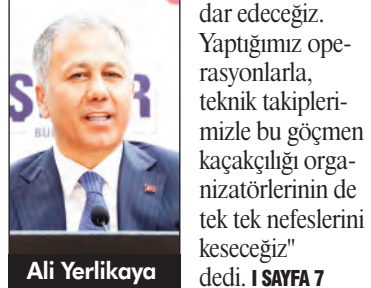 dar edeceğiz.
Yaptığımız ope-
rasyonlarla,
teknik takipleri-
mizle bu göçmen
kaçakçılığı orga-
nizatörlerinin de
tek tek nefeslerini
keseceğiz"
dedi. I SAYFA 7
Ali Yerlikaya